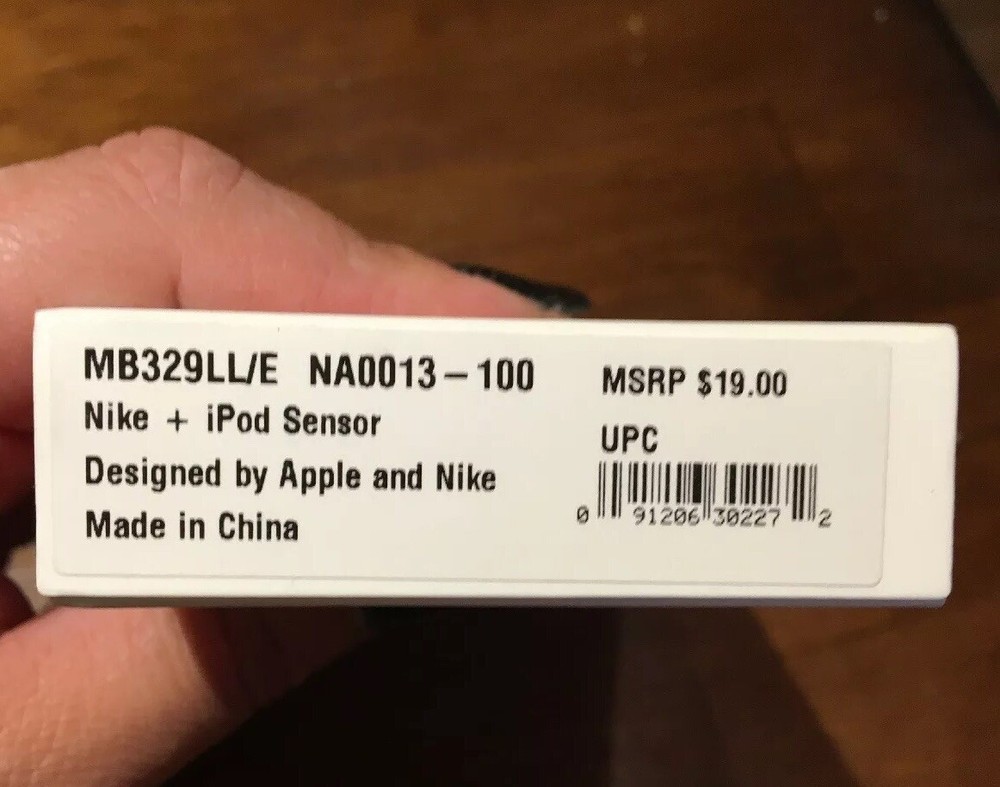 MB329LL/E NA0013-100
Nike + iPod Sensor
Designed by Apple and Nike
Made in China
MSRP $19.00
UPC
0 91206 30227 2